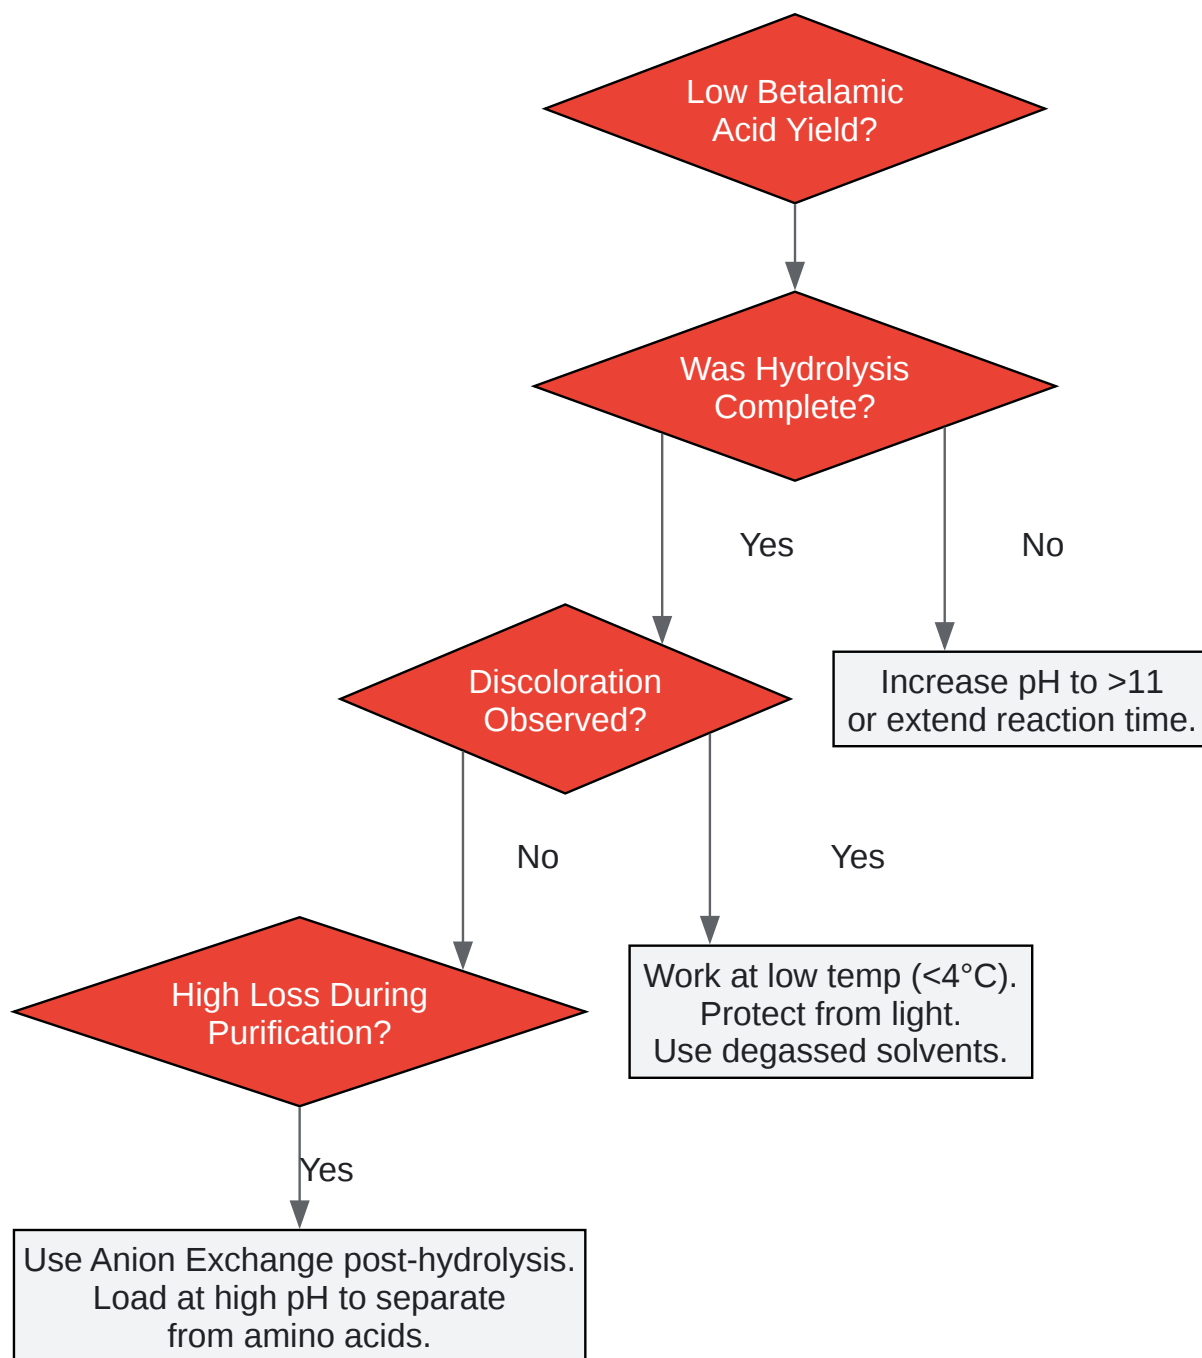 Low Betalamic
Acid Yield?
Was Hydrolysis
Complete?
Yes
No
Discoloration
Observed?
Increase pH to >11
or extend reaction time.
No
Yes
High Loss During
Purification?
Work at low temp (<4°C).
Protect from light.
Use degassed solvents.
Yes
Use Anion Exchange post-hydrolysis.
Load at high pH to separate
from amino acids.